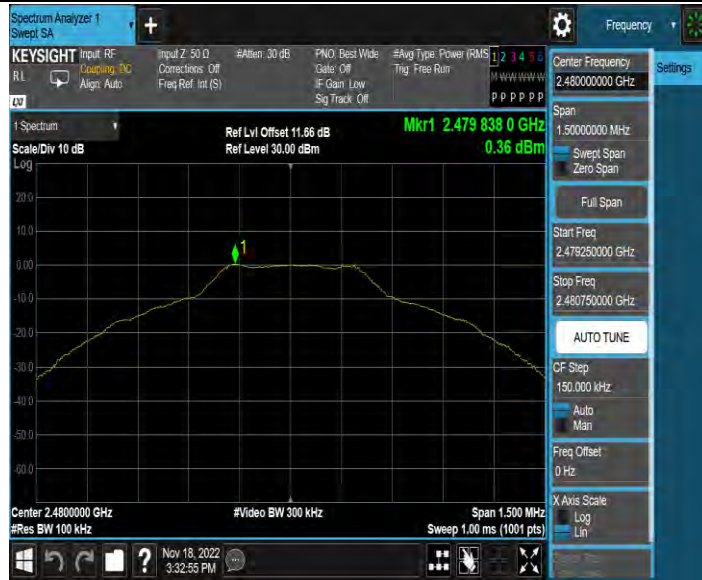 Spectrum Analyzer 1
Swept SA
+
Frequency
KEYSIGHT
Input: RF
Coupling: DC
Align: Auto
Input Z: 50 Ω
Corrections: Off
Freq Ref: Int (S)
#Atten: 30 dB
PNO: Best Wide
Gate: Off
IF Gain: Low
Sig Track: Off
#Avg Type: Power (RMS
Trig: Free Run
1 2 3 4 5 6
M W W W W W
P P P P P P
RL
LXI
Settings
Center Frequency
2.480000000 GHz
Span
1.50000000 MHz
Swept Span
Zero Span
Full Span
Start Freq
2.479250000 GHz
Stop Freq
2.480750000 GHz
AUTO TUNE
CF Step
150.000 kHz
Auto
Man
Freq Offset
0 Hz
X Axis Scale
Log
Lin
1 Spectrum
Scale/Div 10 dB
Log
Ref Lvl Offset 11.66 dB
Ref Level 30.00 dBm
Mkr1 2.479 838 0 GHz
0.36 dBm
20.0
10.0
0.00
-10.0
-20.0
-30.0
-40.0
-50.0
-60.0
1
Center 2.4800000 GHz
#Res BW 100 kHz
#Video BW 300 kHz
Span 1.500 MHz
Sweep 1.00 ms (1001 pts)
?
Nov 18, 2022
3:32:55 PM